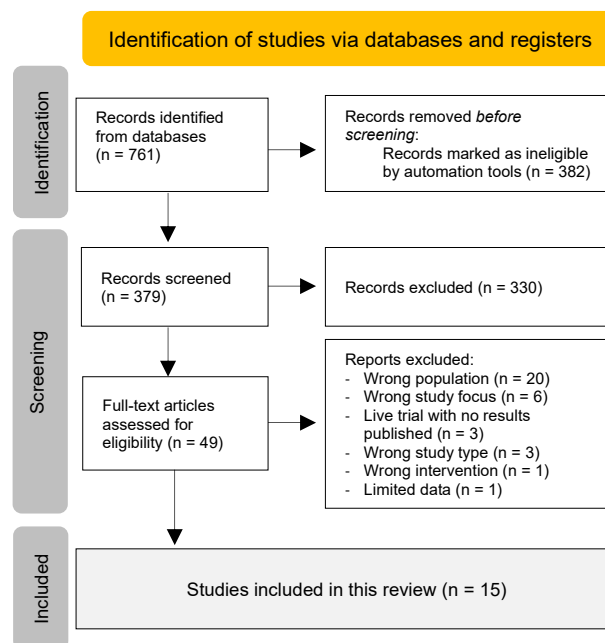 Identification of studies via databases and registers
Identification
Records identified
from databases
(n = 761)
Records removed before
screening:
Records marked as ineligible
by automation tools (n = 382)
Screening
Records screened
(n = 379)
Records excluded (n = 330)
Full-text articles
assessed for
eligibility (n = 49)
Reports excluded:
- Wrong population (n = 20)
- Wrong study focus (n = 6)
- Live trial with no results
published (n = 3)
- Wrong study type (n = 3)
- Wrong intervention (n = 1)
- Limited data (n = 1)
Included
Studies included in this review (n = 15)